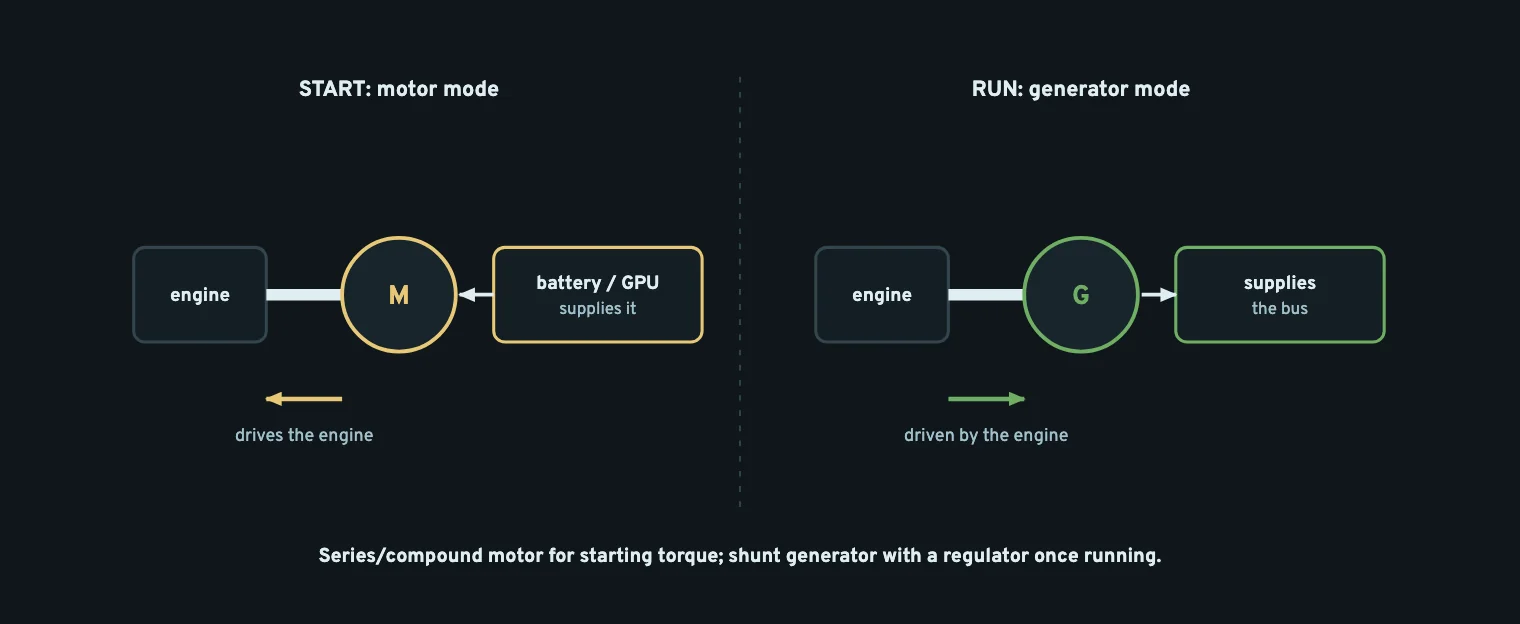 START: motor mode
engine
M
battery / GPU
supplies it
drives the engine
RUN: generator mode
engine
G
supplies
the bus
driven by the engine
Series/compound motor for starting torque; shunt generator with a regulator once running.